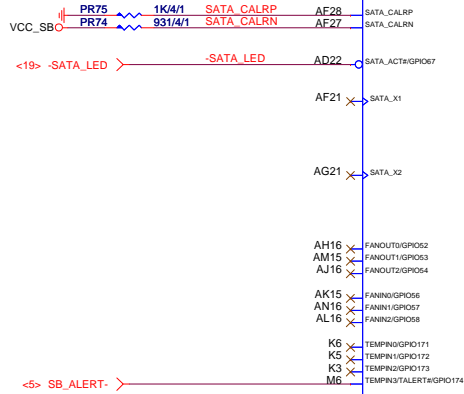 PR75 1K/4/1 SATA_CALRP AF28 SATA_CALRP
VCC_SB PR74 931/4/1 SATA_CALRN AF27 SATA_CALRN
<19> -SATA_LED -SATA_LED AD22 SATA_ACT#/GPIO67
AF21 SATA_X1
AG21 SATA_X2
AH16 FANOUT0/GPIO52
AM15 FANOUT1/GPIO53
AJ16 FANOUT2/GPIO54
AK15 FANIN0/GPIO56
AN16 FANIN1/GPIO57
AL16 FANIN2/GPIO58
K6 TEMPIN0/GPIO171
K5 TEMPIN1/GPIO172
K3 TEMPIN2/GPIO173
<5> SB_ALERT- M6 TEMPIN3/TALERT#/GPIO174